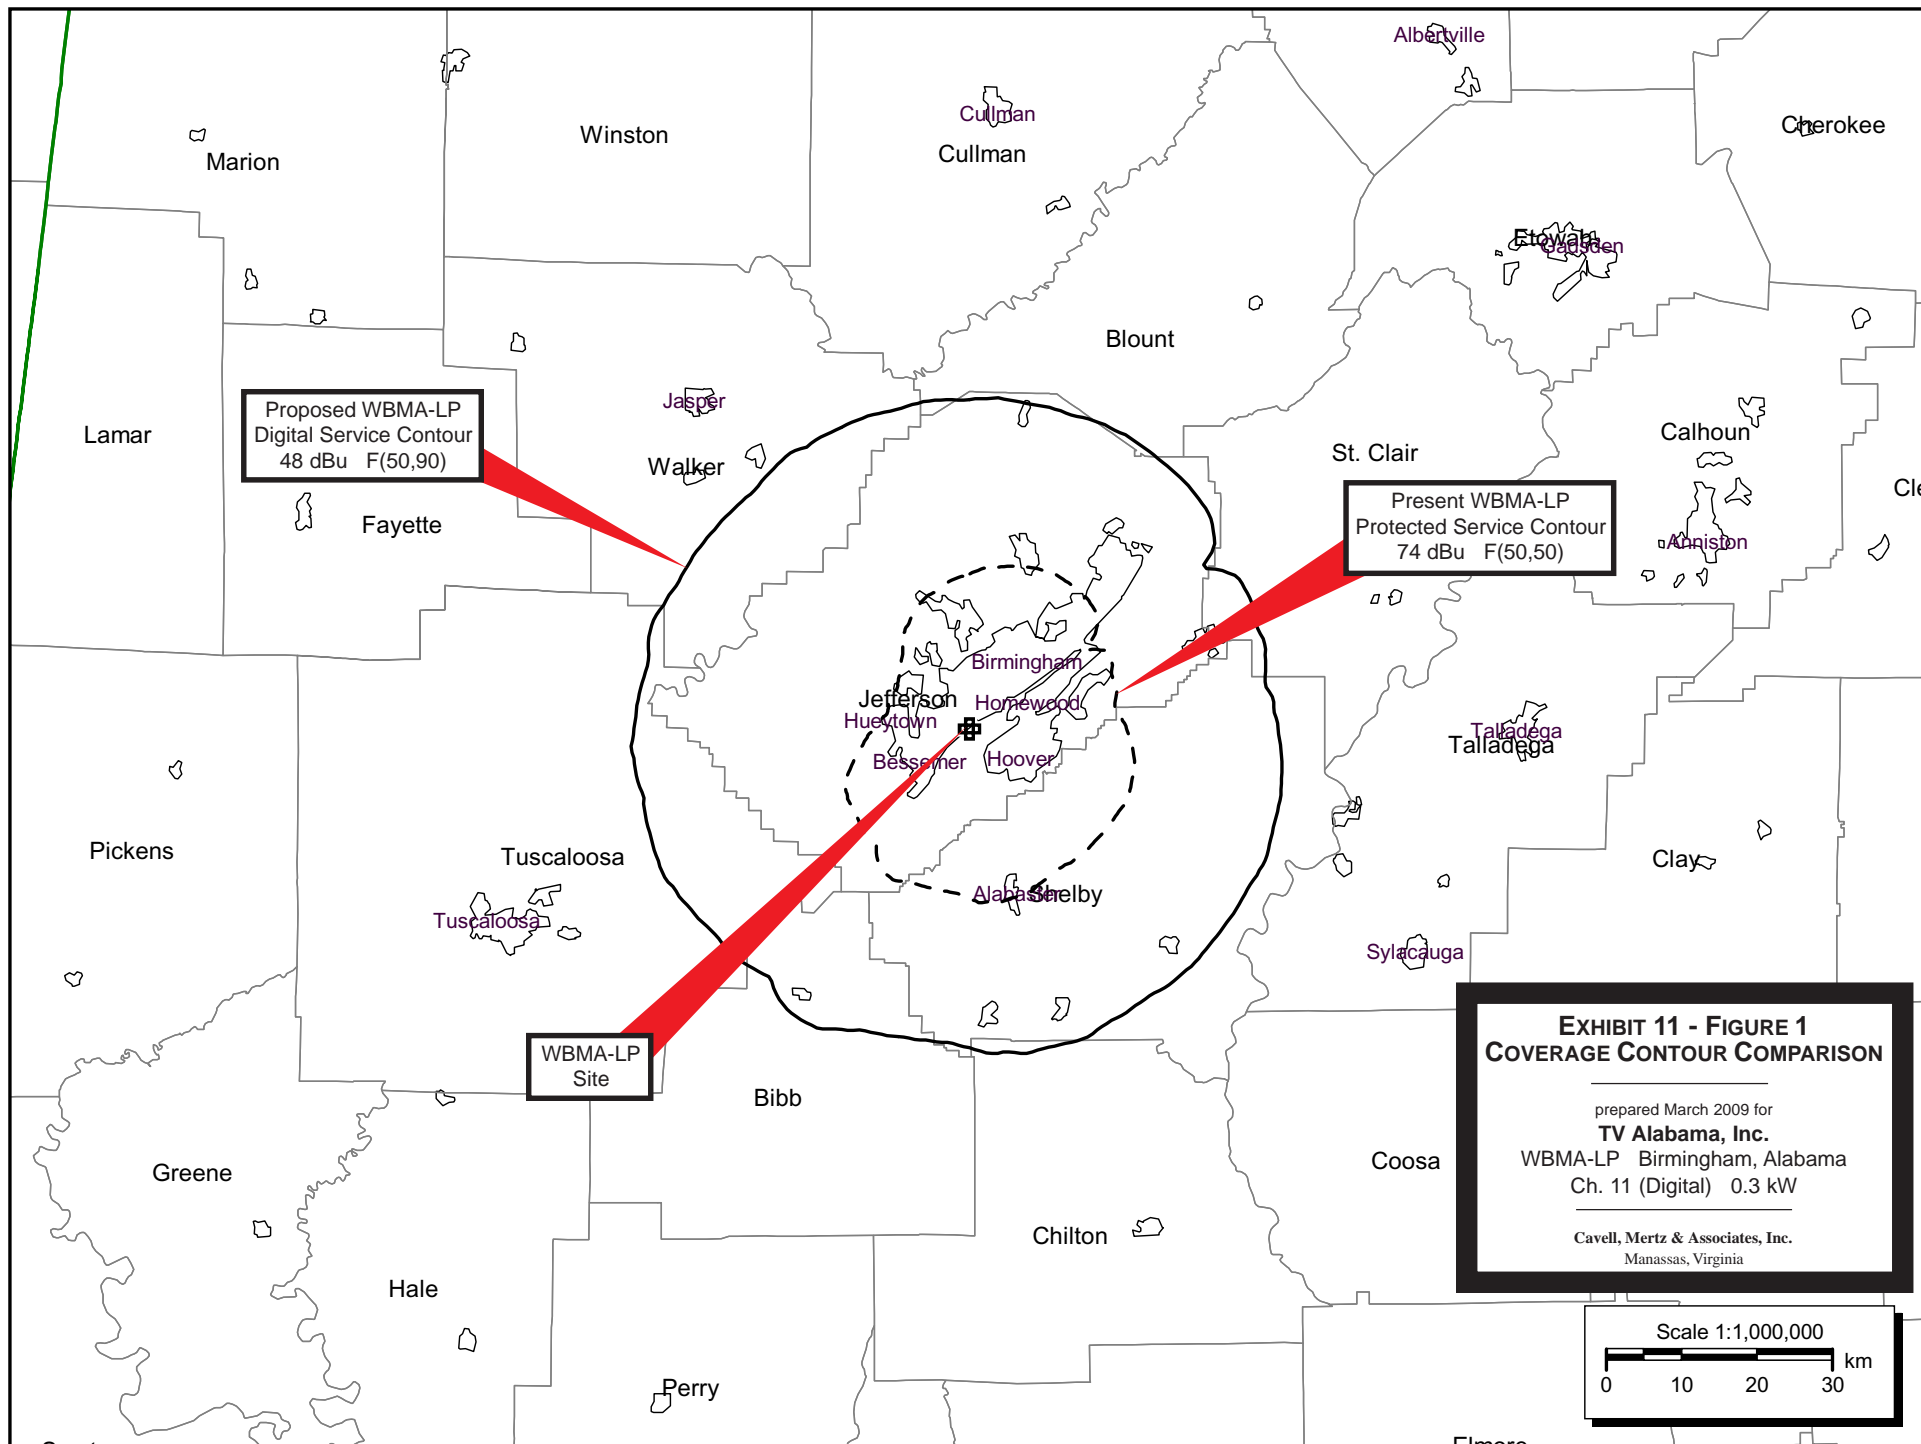 Albertville
Cullman
Cherokee
Winston
Cullman
Marion
Etowah
Gadsden
Blount
Jasper
Proposed WBMA-LP
Digital Service Contour
48 dBu F(50,90)
Lamar
Calhoun
St. Clair
Walker
Cle
Present WBMA-LP
Protected Service Contour
74 dBu F(50,50)
Fayette
Anniston
Birmingham
Jefferson
Homewood
Hueytown
Talladega
Talladega
Bessemer
Hoover
Pickens
Tuscaloosa
Clay
Alabaster
Shelby
Tuscaloosa
Sylacauga
EXHIBIT 11 - FIGURE 1
COVERAGE CONTOUR COMPARISON
prepared March 2009 for
TV Alabama, Inc.
WBMA-LP Birmingham, Alabama
Ch. 11 (Digital) 0.3 kW
Cavell, Mertz & Associates, Inc.
Manassas, Virginia
WBMA-LP
Site
Bibb
Coosa
Greene
Chilton
Hale
Scale 1:1,000,000
km
0 10 20 30
Perry